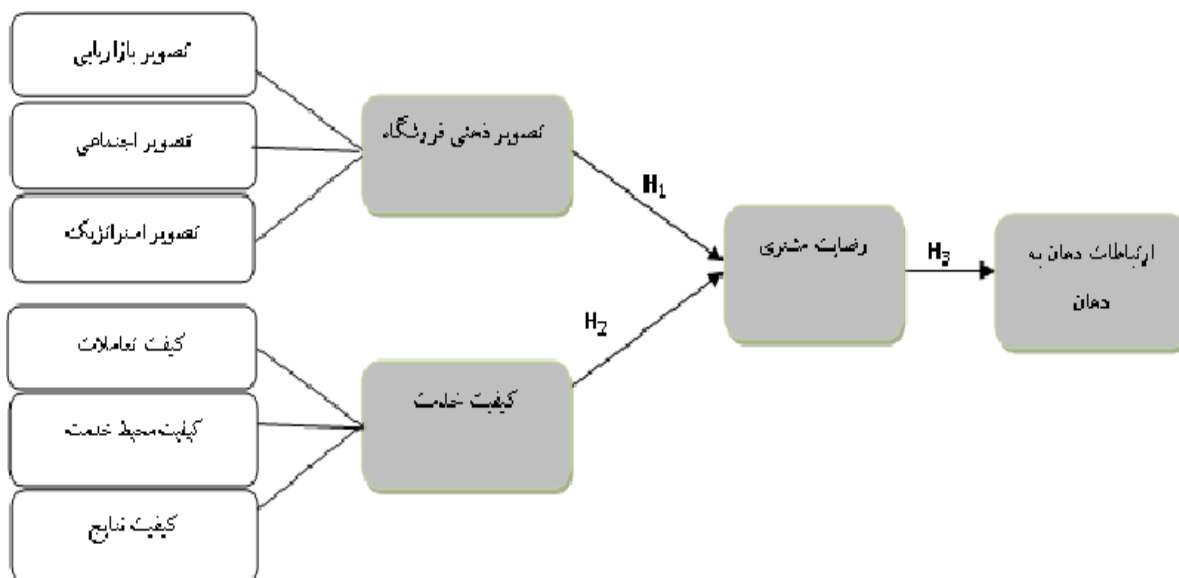 تصویر بازاریابی
تصویر اجتماعی
تصویر استراتژیک
تصویر ذهنی فروشگاه
H1
رضایت مشتری
H3
ارتباطات دهان به
دهان
H2
کیفیت تعاملات
کیفیت محیط خدمت
کیفیت نتایج
کیفیت خدمت